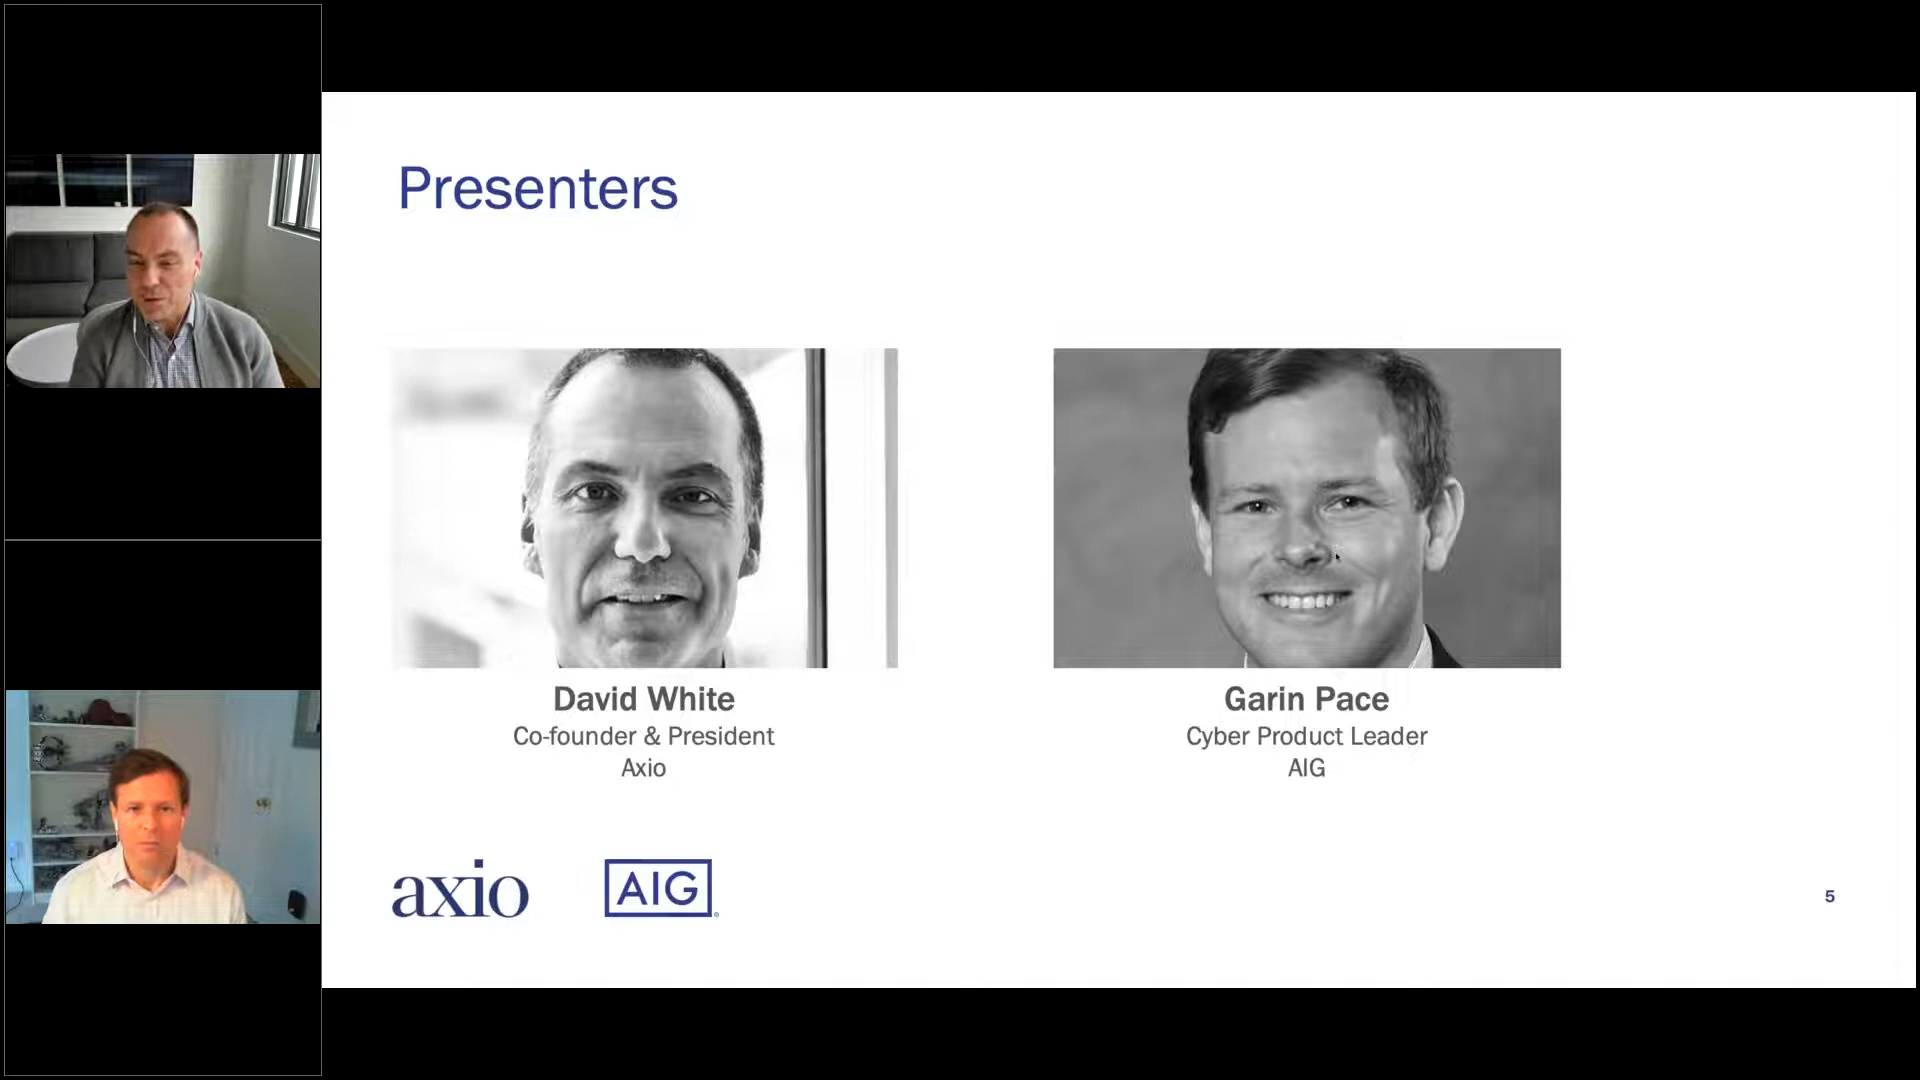 Presenters
David White
Co-founder & President
Axio
Garin Pace
Cyber Product Leader
AIG
axio
AIG
5